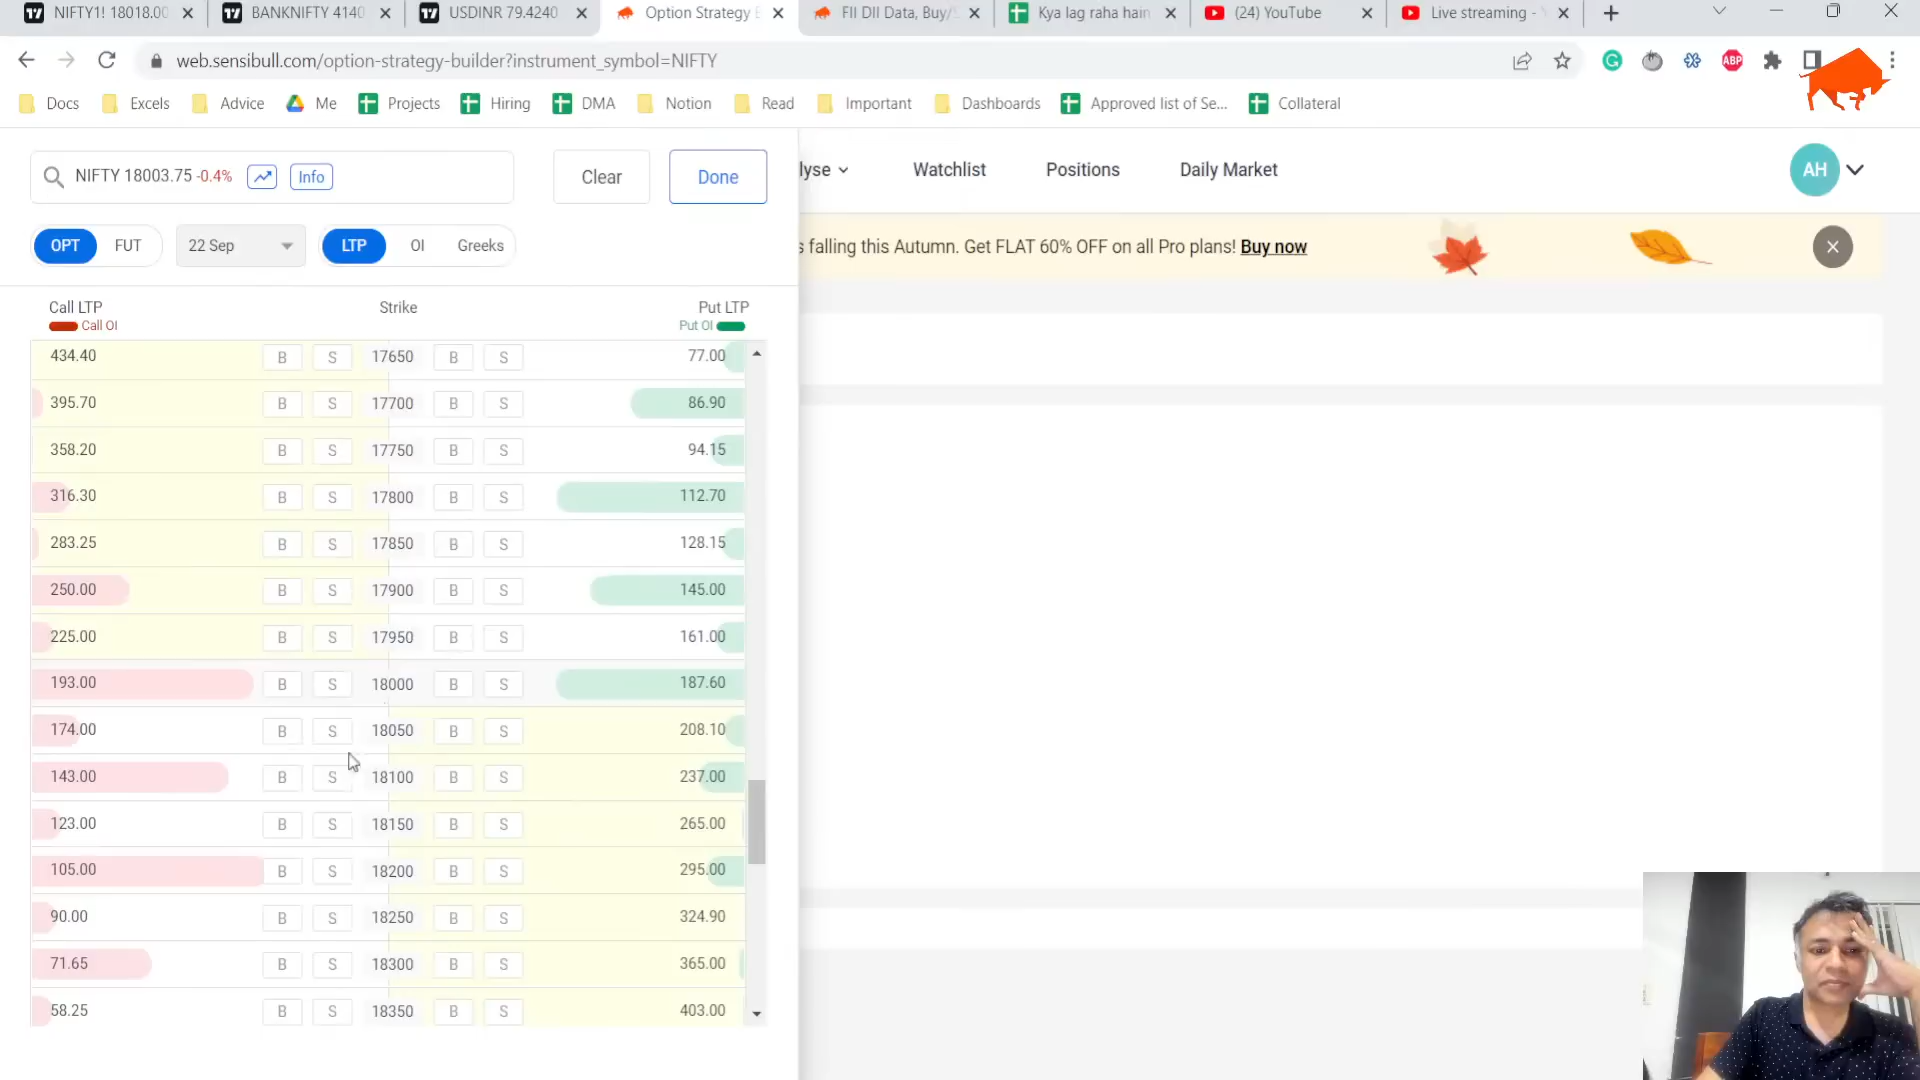 NIFTY1! 18018.00
BANKNIFTY 4140
USDINR 79.4240
Option Strategy B
FII DII Data, Buy/
Kya lag raha hain
(24) YouTube
Live streaming -
web.sensibull.com/option-strategy-builder?instrument_symbol=NIFTY
ABP
Docs
Excels
Advice
Me
Projects
Hiring
DMA
Notion
Read
Important
Dashboards
Approved list of Se...
Collateral
NIFTY 18003.75 -0.4%
Info
Clear
Done
lyse
Watchlist
Positions
Daily Market
AH
OPT
FUT
22 Sep
LTP
OI
Greeks
s falling this Autumn. Get FLAT 60% OFF on all Pro plans! Buy now
Call LTP
Strike
Put LTP
Call OI
Put OI
434.40 B S 17650 B S 77.00
395.70 B S 17700 B S 86.90
358.20 B S 17750 B S 94.15
316.30 B S 17800 B S 112.70
283.25 B S 17850 B S 128.15
250.00 B S 17900 B S 145.00
225.00 B S 17950 B S 161.00
193.00 B S 18000 B S 187.60
174.00 B S 18050 B S 208.10
143.00 B S 18100 B S 237.00
123.00 B S 18150 B S 265.00
105.00 B S 18200 B S 295.00
90.00 B S 18250 B S 324.90
71.65 B S 18300 B S 365.00
58.25 B S 18350 B S 403.00